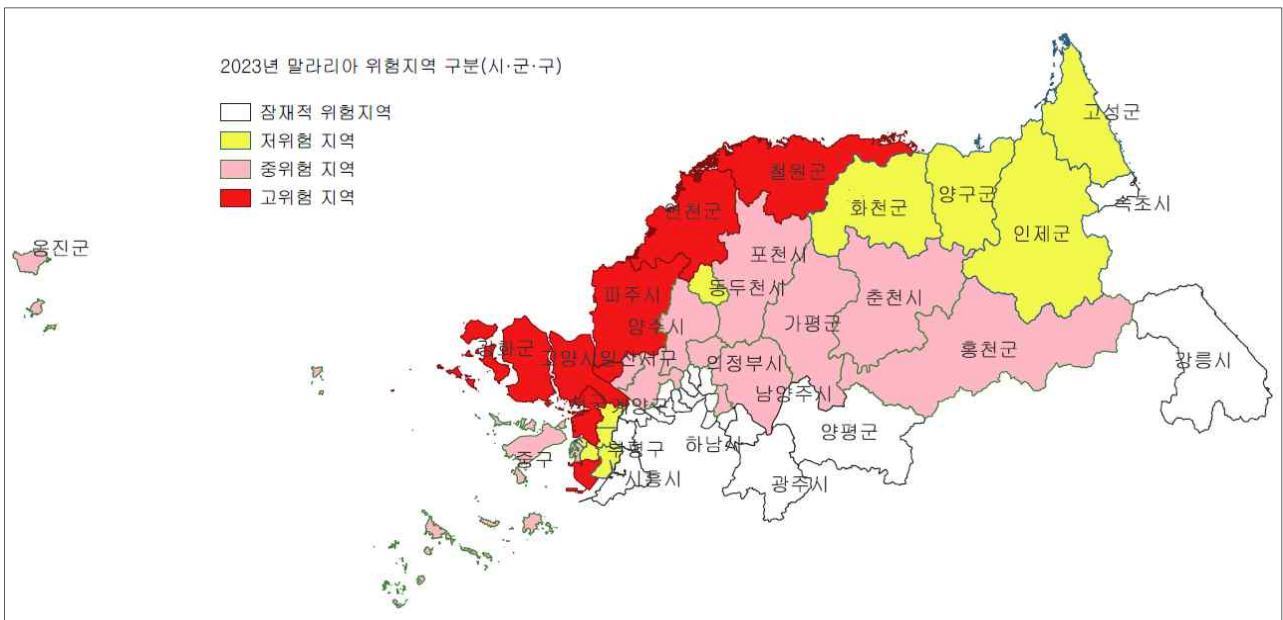 2023년 말라리아 위험지역 구분(시·군·구)
잠재적 위험지역
저위험 지역
중위험 지역
고위험 지역
고성군
철원군
속초시
양구군
연천군
화천군
인제군
옹진군
포천시
동두천시
파주시
춘천시
양주시
가평군
강화군
고양시일산서구
의정부시
홍천군
강릉시
남양주시
계양구
양평군
하남시
부평구
중구
시흥시
광주시